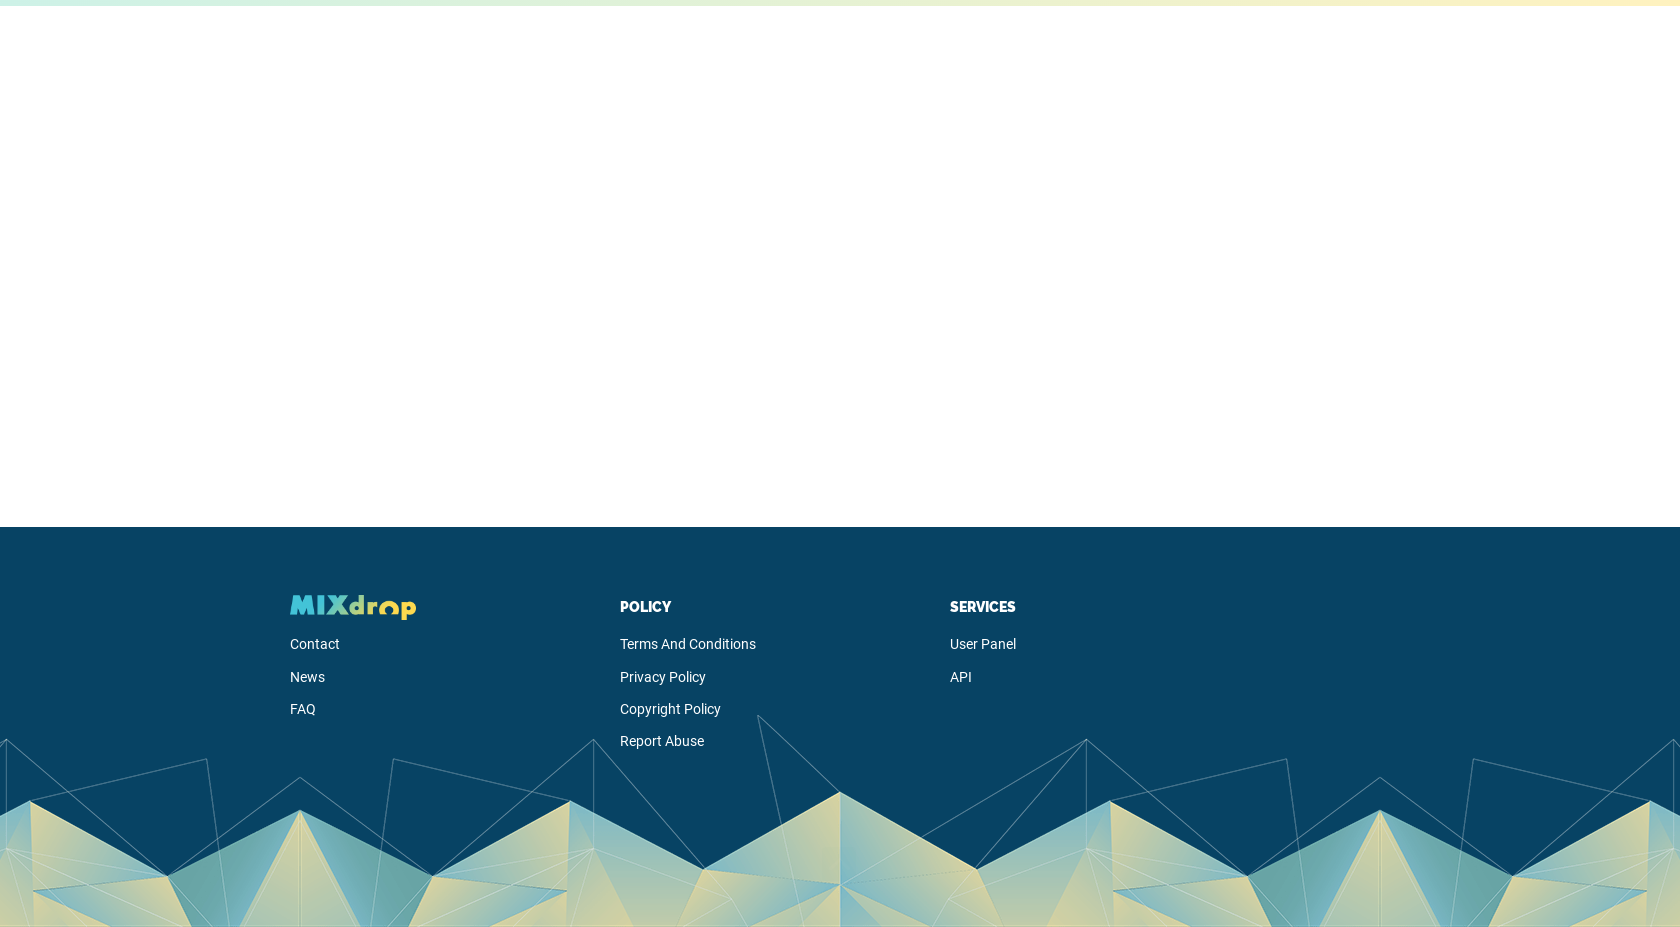 MIXdrop
Contact
News
FAQ
POLICY
Terms And Conditions
Privacy Policy
Copyright Policy
Report Abuse
SERVICES
User Panel
API